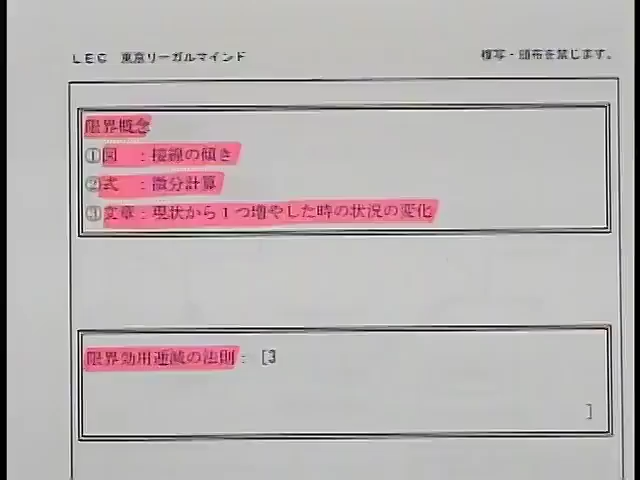 LEC 東京リーガルマインド
複写・頒布を禁じます。
限界概念
①図 ：接線の傾き
②式 ：微分計算
③文章：現状から１つ増やした時の状況の変化
限界効用逓減の法則：［3
］